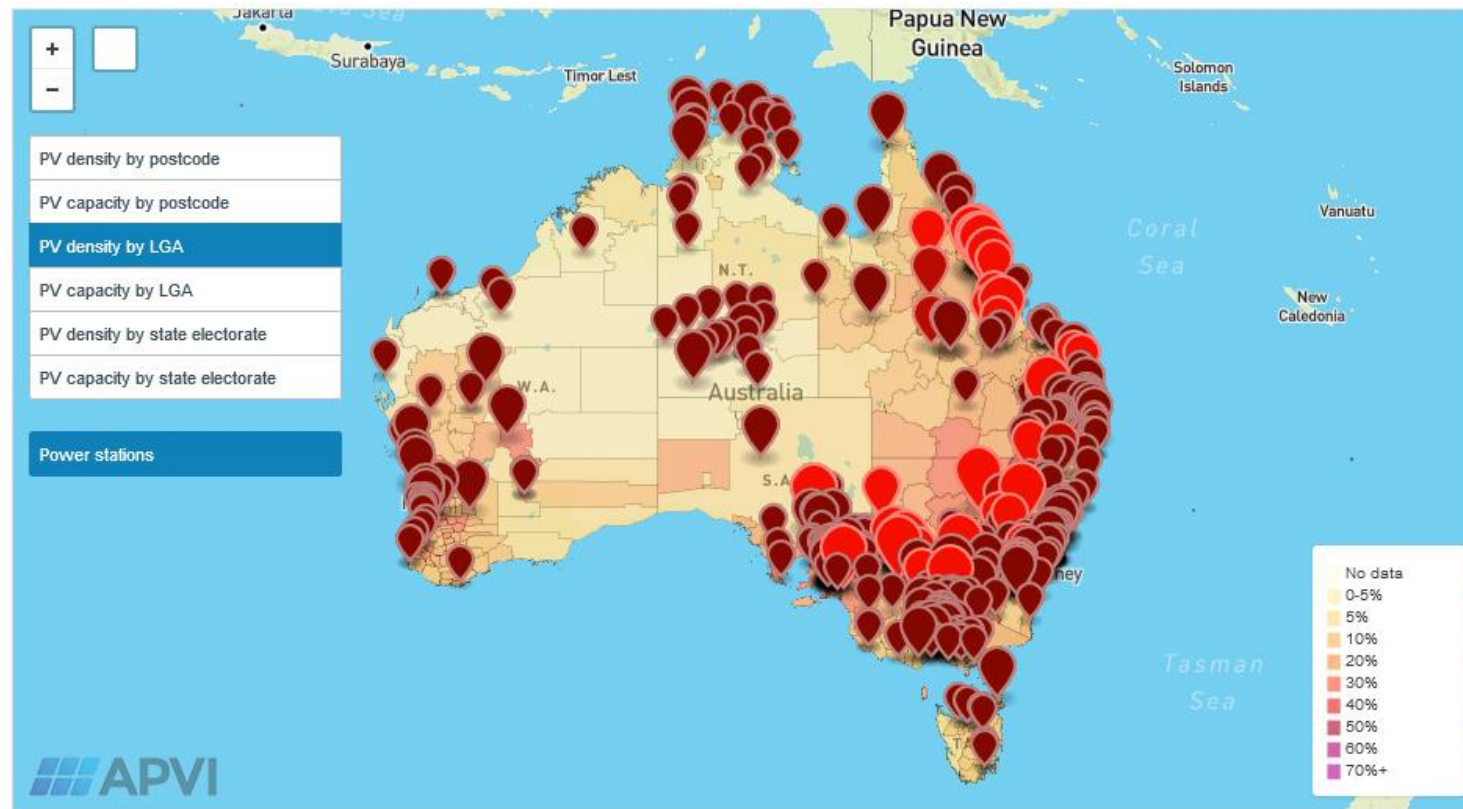 Jakarta
Surabaya
Timor Lest
Papua New
Guinea
Solomon
Islands
+
−
PV density by postcode
PV capacity by postcode
PV density by LGA
PV capacity by LGA
PV density by state electorate
PV capacity by state electorate
Power stations
Vanuatu
Coral
Sea
New
Caledonia
N.T.
W.A.
Australia
S.A
ney
No data
0-5%
5%
10%
20%
30%
40%
50%
60%
70%+
Tasman
Sea
TA
APVI